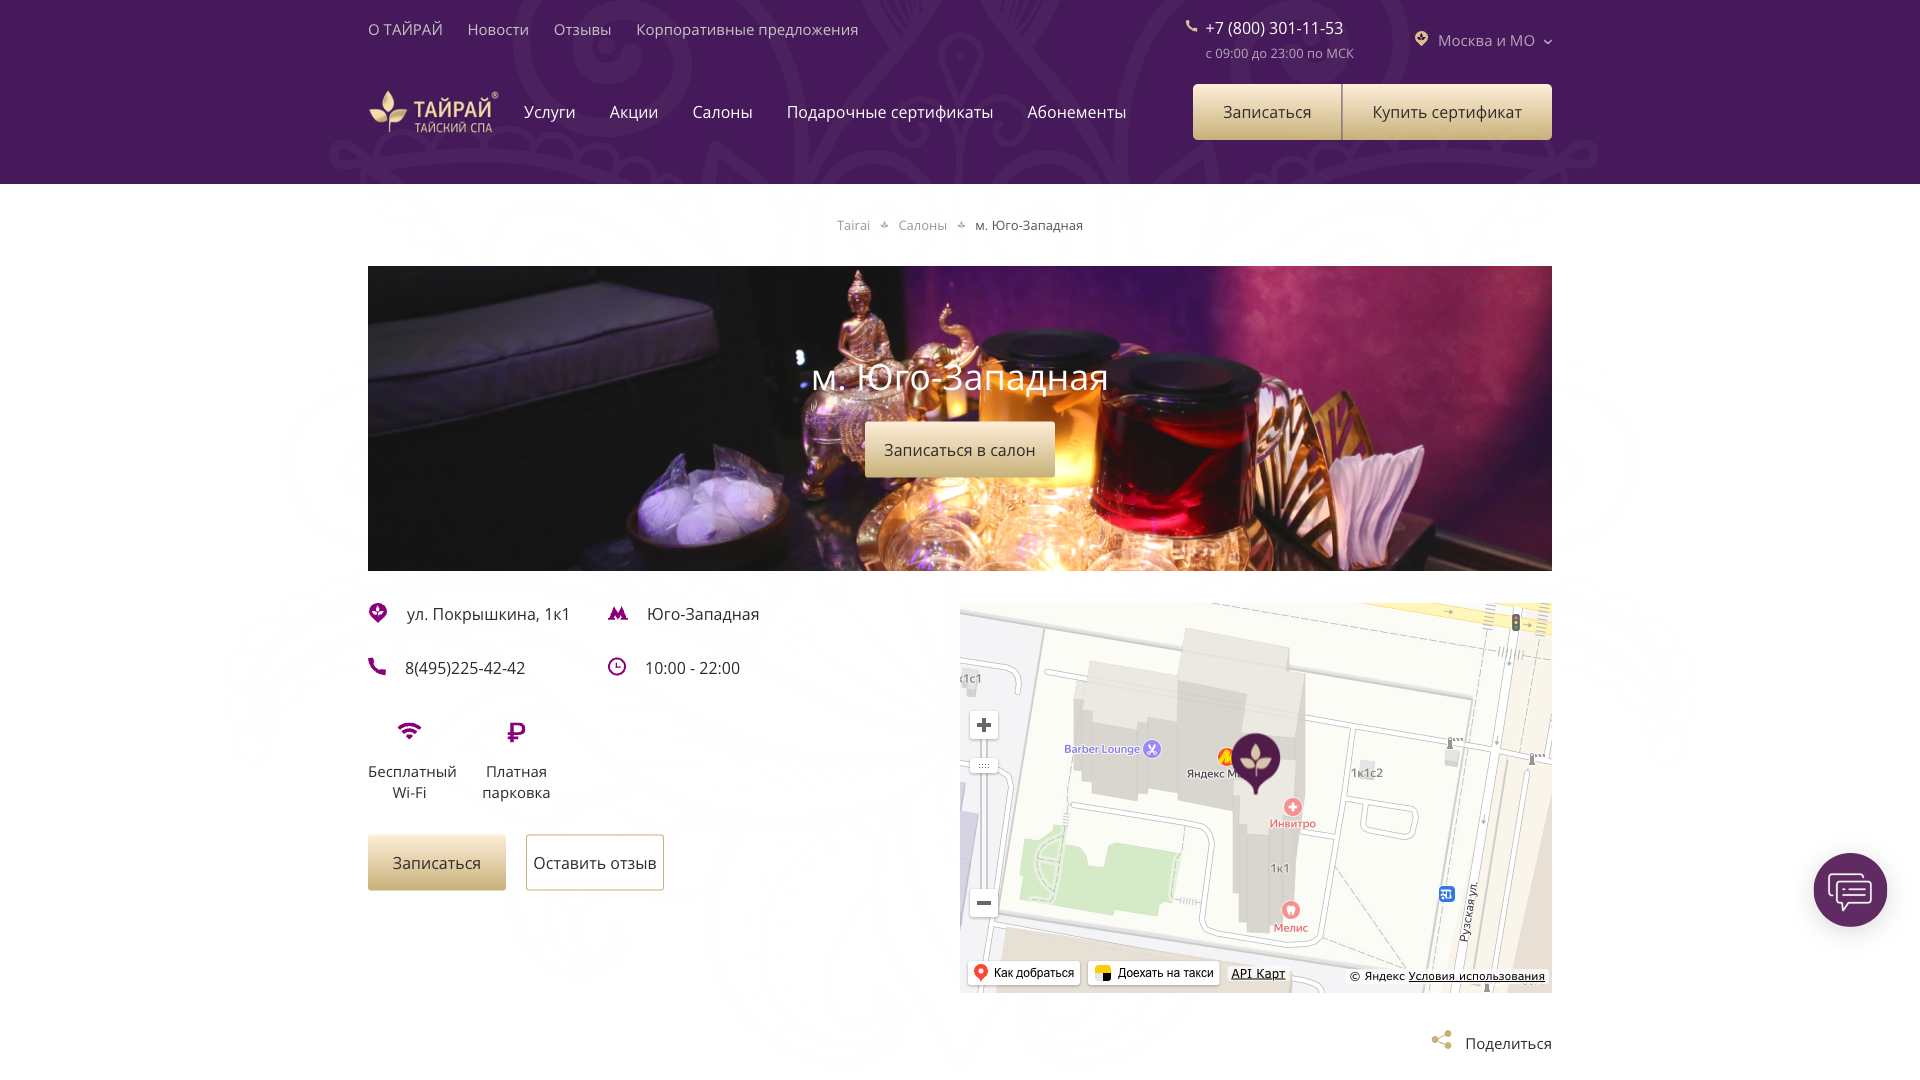 О ТАЙРАЙ Новости Отзывы Корпоративные предложения
+7 (800) 301-11-53
с 09:00 до 23:00 по МСК
Москва и МО
ТАЙРАЙ®
ТАЙСКИЙ СПА
Услуги Акции Салоны Подарочные сертификаты Абонементы
Записаться Купить сертификат
Tairai Салоны м. Юго-Западная
м. Юго-Западная
Записаться в салон
ул. Покрышкина, 1к1 Юго-Западная
8(495)225-42-42 10:00 - 22:00
Бесплатный
Wi-Fi
Платная
парковка
Записаться Оставить отзыв
к1с1
Barber Lounge
Яндекс М
1к1с2
Инвитро
1к1
Мелис
Рузская ул.
Как добраться Доехать на такси API Карт © Яндекс Условия использования
Поделиться